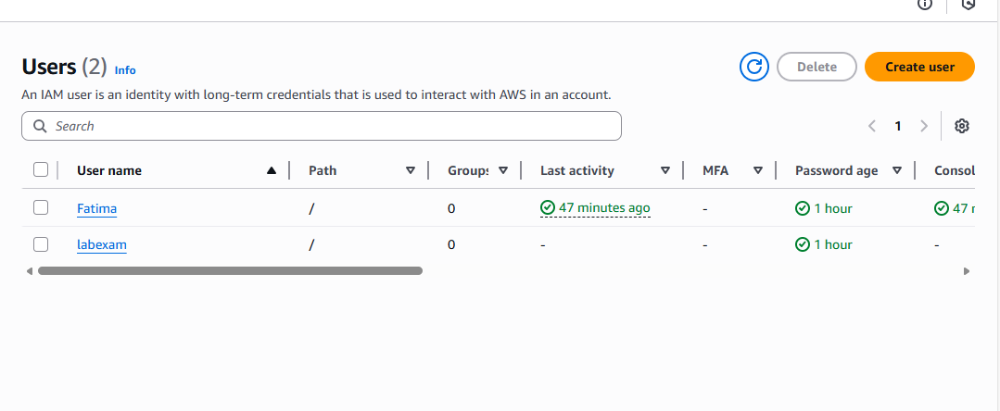 Users (2) Info
Delete
Create user
An IAM user is an identity with long-term credentials that is used to interact with AWS in an account.
Search
1
User name Path Groups Last activity MFA Password age Consol
Fatima / 0 47 minutes ago - 1 hour 47
labexam / 0 - - 1 hour -